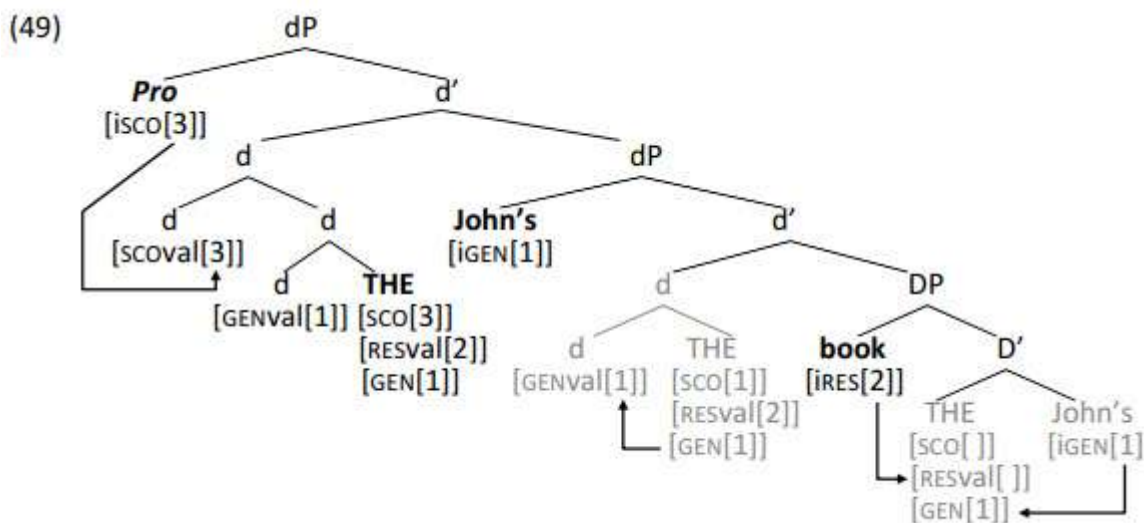 (49) dP
Pro d’
[iSCO[3]]
d dP
d d John’s d’
[SCOval[3]] [iGEN[1]]
d THE d DP
[GENval[1]] [SCO[3]] d THE book D’
[RESval[2]] [GENval[1]] [SCO[1]] [iRES[2]]
[GEN[1]] [RESval[2]] THE John’s
[GEN[1]] [SCO[ ]] [iGEN[1]
[RESval[ ]]
[GEN[1]]